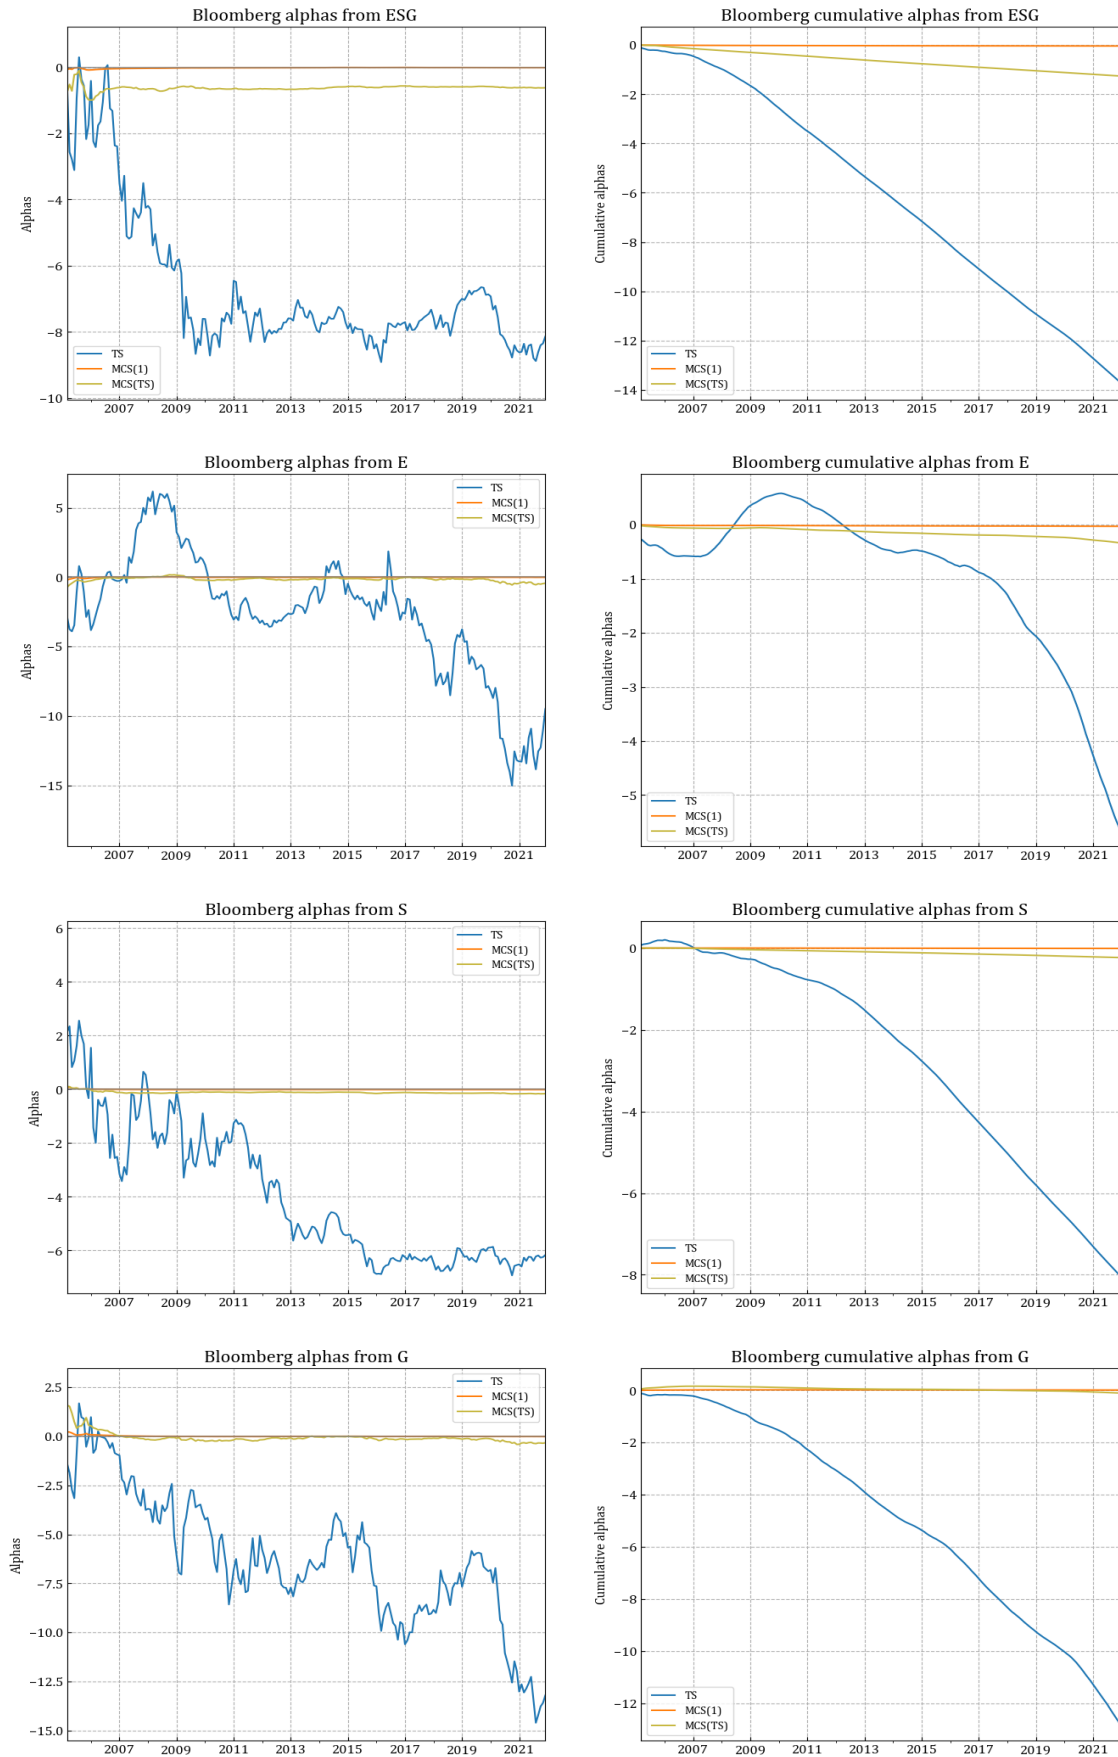 Bloomberg alphas from ESG
Alphas
0
−2
−4
−6
−8
−10
TS
MCS(1)
MCS(TS)
2007 2009 2011 2013 2015 2017 2019 2021
Bloomberg cumulative alphas from ESG
Cumulative alphas
0
−2
−4
−6
−8
−10
−12
−14
TS
MCS(1)
MCS(TS)
2007 2009 2011 2013 2015 2017 2019 2021
Bloomberg alphas from E
Alphas
5
0
−5
−10
−15
TS
MCS(1)
MCS(TS)
2007 2009 2011 2013 2015 2017 2019 2021
Bloomberg cumulative alphas from E
Cumulative alphas
0
−1
−2
−3
−4
−5
TS
MCS(1)
MCS(TS)
2007 2009 2011 2013 2015 2017 2019 2021
Bloomberg alphas from S
Alphas
6
4
2
0
−2
−4
−6
TS
MCS(1)
MCS(TS)
2007 2009 2011 2013 2015 2017 2019 2021
Bloomberg cumulative alphas from S
Cumulative alphas
0
−2
−4
−6
−8
TS
MCS(1)
MCS(TS)
2007 2009 2011 2013 2015 2017 2019 2021
Bloomberg alphas from G
Alphas
2.5
0.0
−2.5
−5.0
−7.5
−10.0
−12.5
−15.0
TS
MCS(1)
MCS(TS)
2007 2009 2011 2013 2015 2017 2019 2021
Bloomberg cumulative alphas from G
Cumulative alphas
0
−2
−4
−6
−8
−10
−12
TS
MCS(1)
MCS(TS)
2007 2009 2011 2013 2015 2017 2019 2021